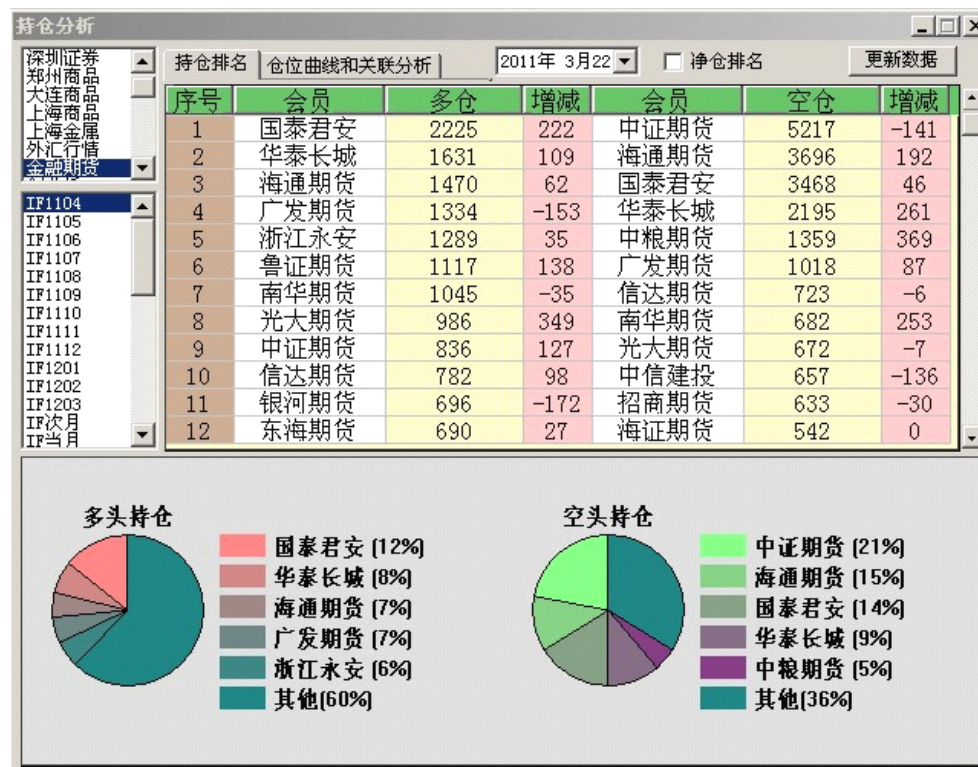 持仓分析
深圳证券
郑州商品
大连商品
上海商品
上海金属
外汇行情
金融期货
持仓排名 仓位曲线和关联分析 2011年 3月22 净仓排名 更新数据
序号 会员 多仓 增减 会员 空仓 增减
1 国泰君安 2225 222 中证期货 5217 -141
2 华泰长城 1631 109 海通期货 3696 192
3 海通期货 1470 62 国泰君安 3468 46
4 广发期货 1334 -153 华泰长城 2195 261
5 浙江永安 1289 35 中粮期货 1359 369
6 鲁证期货 1117 138 广发期货 1018 87
7 南华期货 1045 -35 信达期货 723 -6
8 光大期货 986 349 南华期货 682 253
9 中证期货 836 127 光大期货 672 -7
10 信达期货 782 98 中信建投 657 -136
11 银河期货 696 -172 招商期货 633 -30
12 东海期货 690 27 海证期货 542 0
IF1104
IF1105
IF1106
IF1107
IF1108
IF1109
IF1110
IF1111
IF1112
IF1201
IF1202
IF1203
IF次月
IF当月
多头持仓
国泰君安 (12%)
华泰长城 (8%)
海通期货 (7%)
广发期货 (7%)
浙江永安 (6%)
其他(60%)
空头持仓
中证期货 (21%)
海通期货 (15%)
国泰君安 (14%)
华泰长城 (9%)
中粮期货 (5%)
其他(36%)